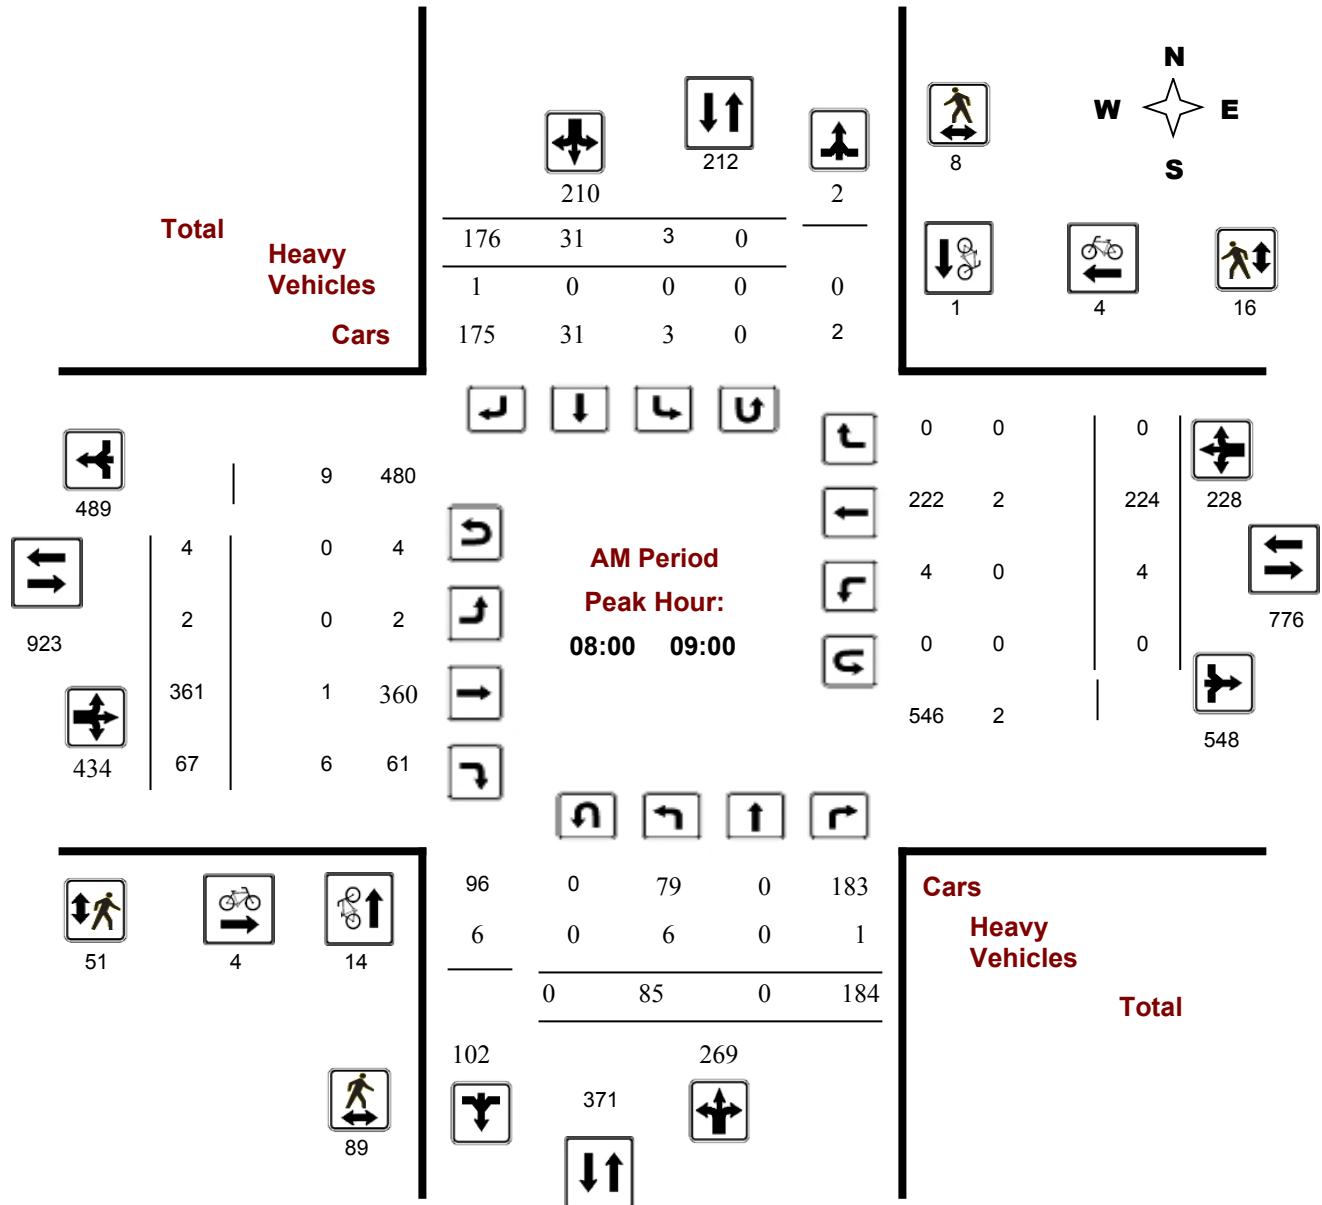 N
W E
S
212
8
210 2
Total
176 31 3 0
Heavy
Vehicles
1 0 0 0 0
1 4 16
Cars
175 31 3 0 2
0 0 0
9 480
489
222 2 224 228
4 0 4
AM Period
4 0 4
Peak Hour:
2 0 2
776
923
08:00 09:00
0 0 0
361 1 360
546 2
548
434 67 6 61
96 0 79 0 183
Cars
6 0 6 0 1
Heavy
Vehicles
51 4 14
0 85 0 184
Total
102 269
371
89